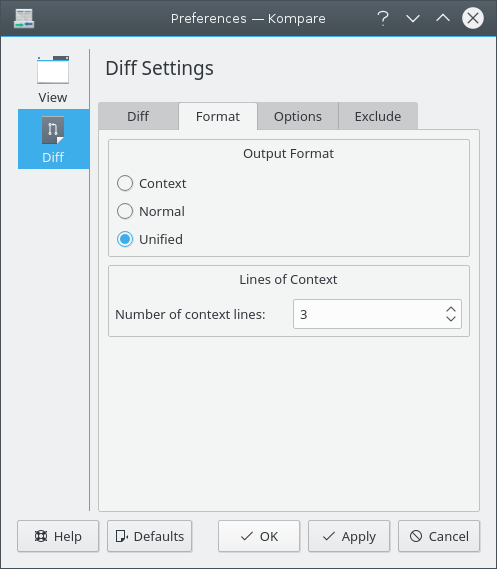 Preferences — Kompare
View
Diff
Diff Settings
Diff Format Options Exclude
Output Format
Context
Normal
Unified
Lines of Context
Number of context lines: 3
Help Defaults OK Apply Cancel